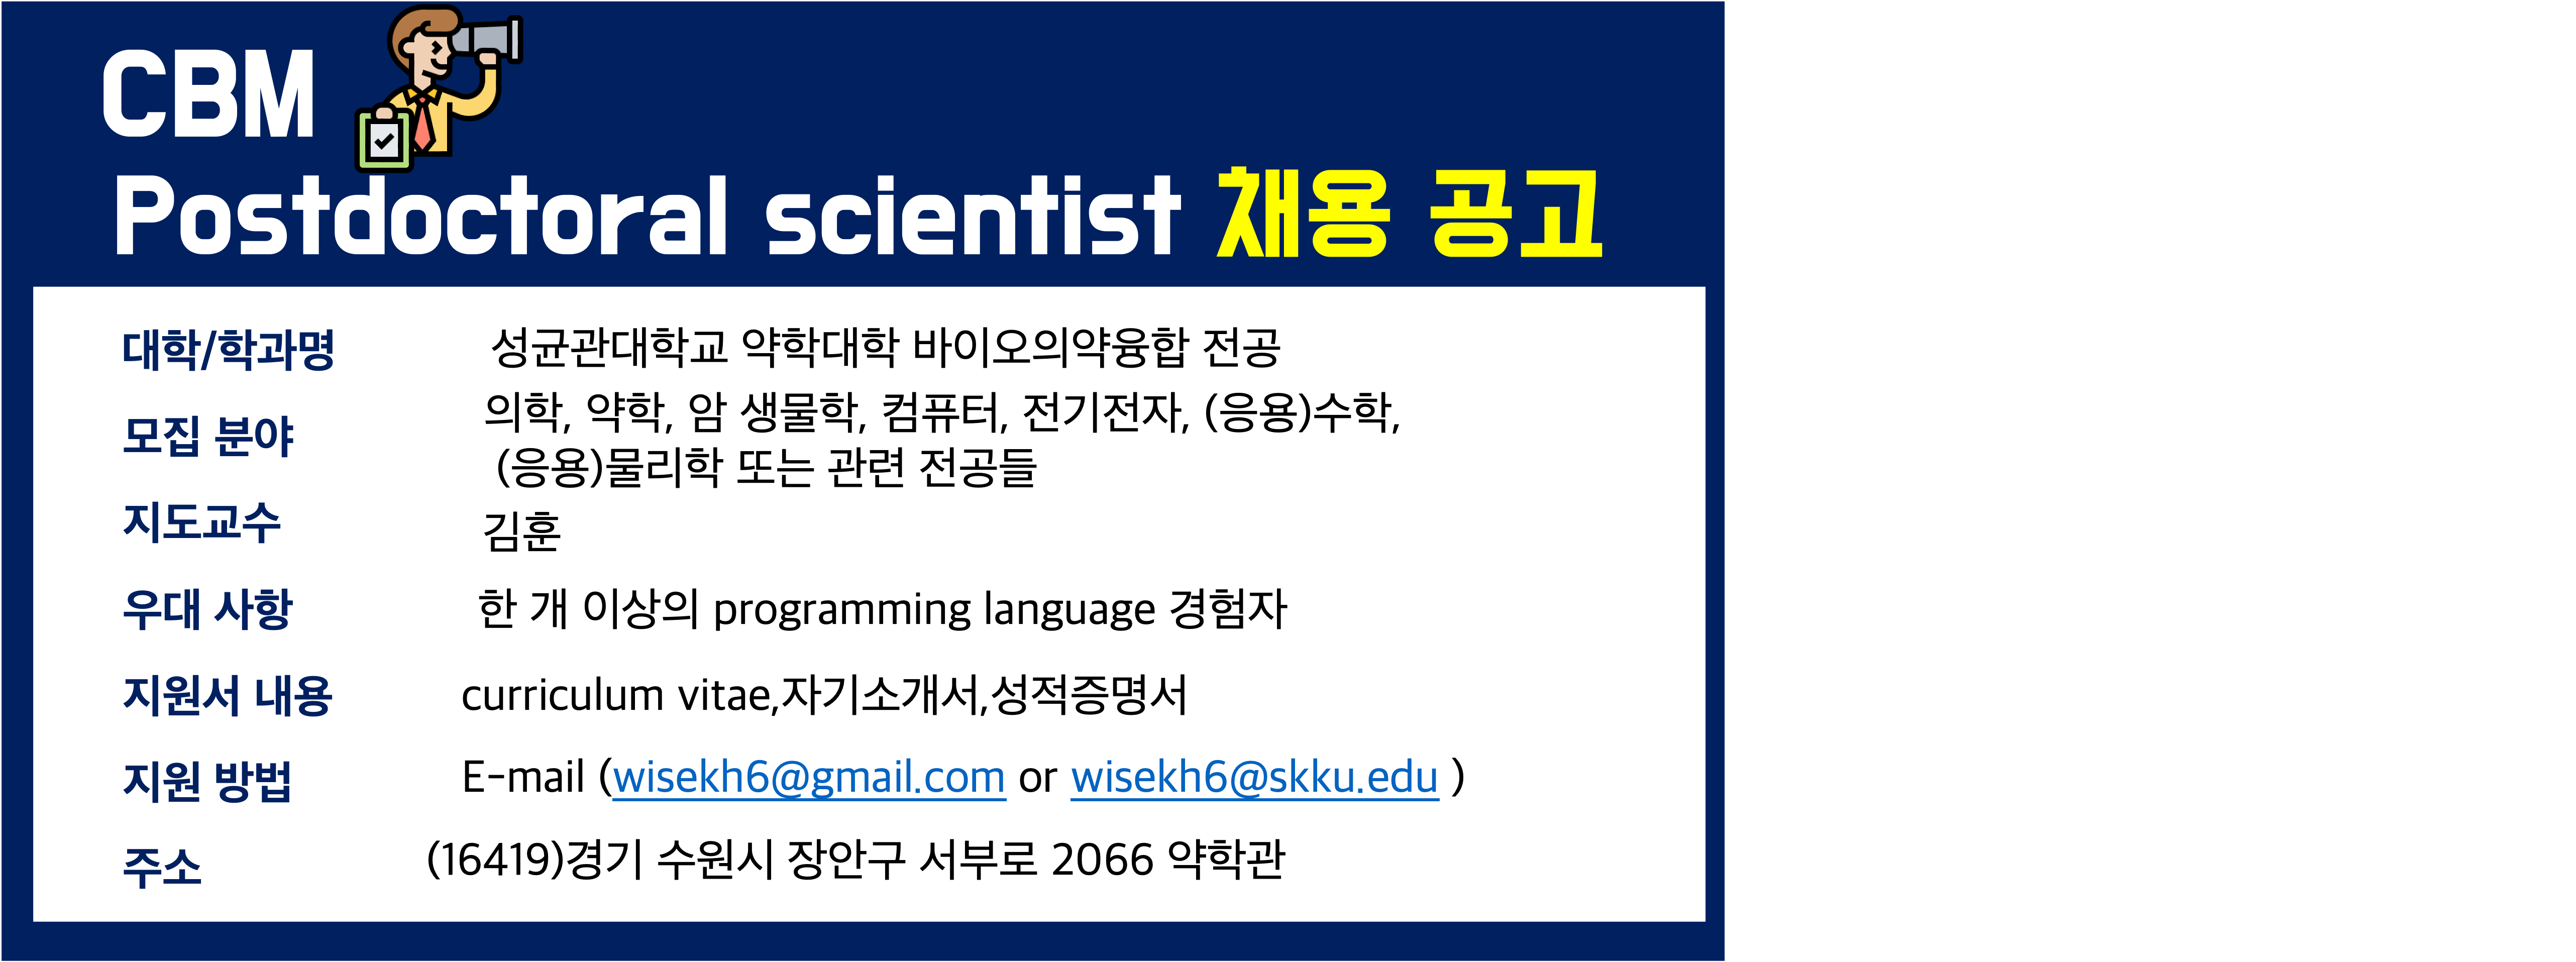 CBM
Postdoctoral scientist 채용 공고
대학/학과명 성균관대학교 약학대학 바이오의약융합 전공
모집 분야 의학, 약학, 암 생물학, 컴퓨터, 전기전자, (응용)수학,
(응용)물리학 또는 관련 전공들
지도교수 김훈
우대 사항 한 개 이상의 programming language 경험자
지원서 내용 curriculum vitae,자기소개서,성적증명서
지원 방법 E-mail (wisekh6@gmail.com or wisekh6@skku.edu )
주소 (16419)경기 수원시 장안구 서부로 2066 약학관